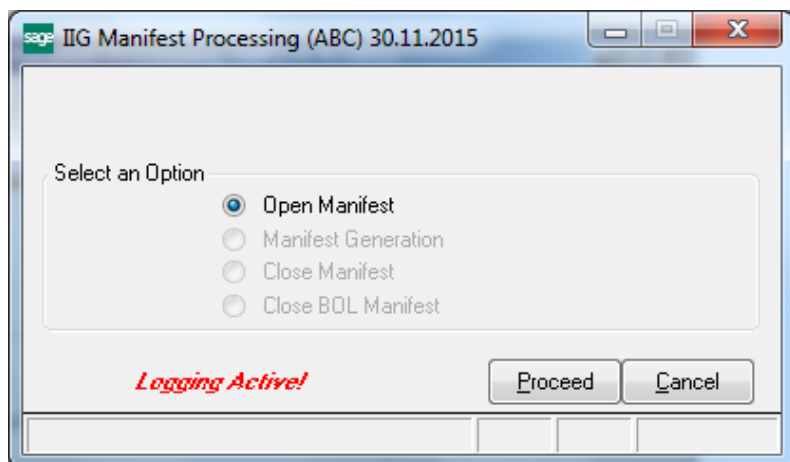 sage IIG Manifest Processing (ABC) 30.11.2015
Select an Option
Open Manifest
Manifest Generation
Close Manifest
Close BOL Manifest
Logging Active!
Proceed Cancel